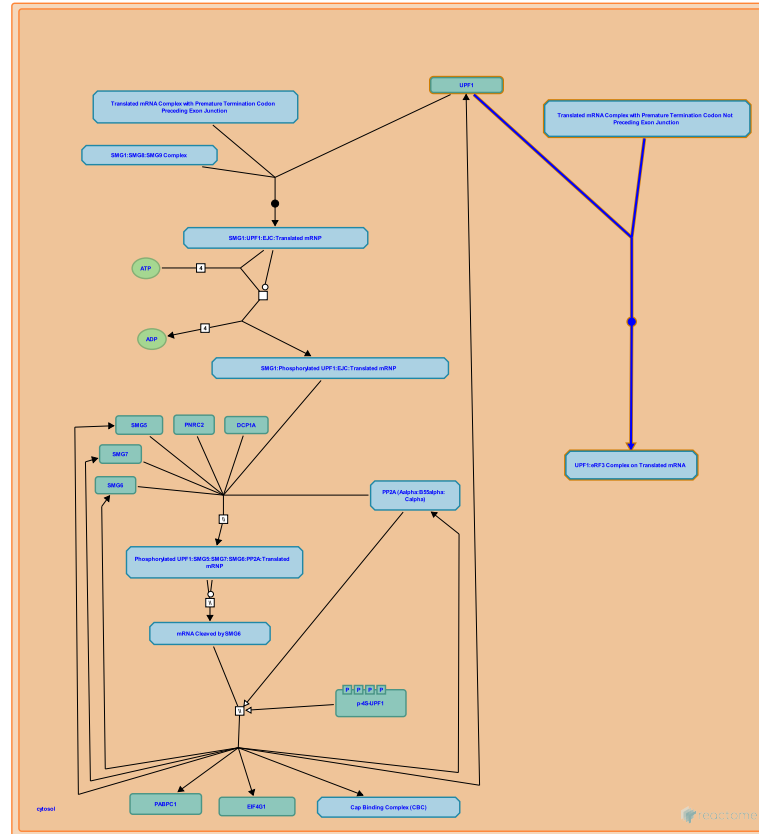 UPF1
Translated mRNA Complex with Premature Termination Codon
Preceding Exon Junction
Translated mRNA Complex with Premature Termination Codon Not
Preceding Exon Junction
SMG1:SMG8:SMG9 Complex
SMG1:UPF1:EJC:Translated mRNP
ATP
4
ADP
4
SMG1:Phosphorylated UPF1:EJC:Translated mRNP
SMG5
PNRC2
DCP1A
SMG7
UPF1:eRF3 Complex on Translated mRNA
SMG6
PP2A (Aalpha:B55alpha:
Calpha)
\\
Phosphorylated UPF1:SMG5:SMG7:SMG6:PP2A:Translated
mRNP
\\
mRNA Cleaved by SMG6
P P P P
p-4S-UPF1
\\
PABPC1
EIF4G1
Cap Binding Complex (CBC)
cytosol
reactome